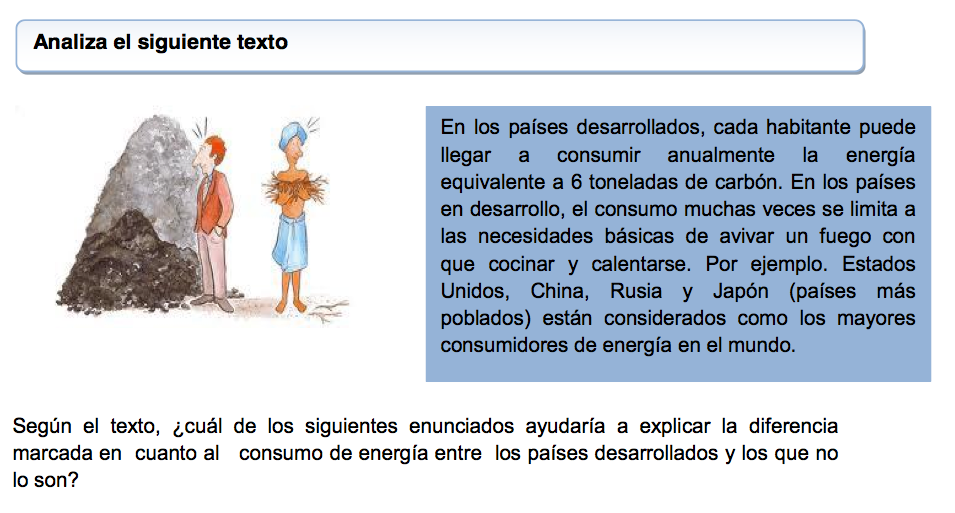 Analiza el siguiente texto
En los países desarrollados, cada habitante puede
llegar a consumir anualmente la energía
equivalente a 6 toneladas de carbón. En los países
en desarrollo, el consumo muchas veces se limita a
las necesidades básicas de avivar un fuego con
que cocinar y calentarse. Por ejemplo. Estados
Unidos, China, Rusia y Japón (países más
poblados) están considerados como los mayores
consumidores de energía en el mundo.
Según el texto, ¿cuál de los siguientes enunciados ayudaría a explicar la diferencia
marcada en cuanto al consumo de energía entre los países desarrollados y los que no
lo son?